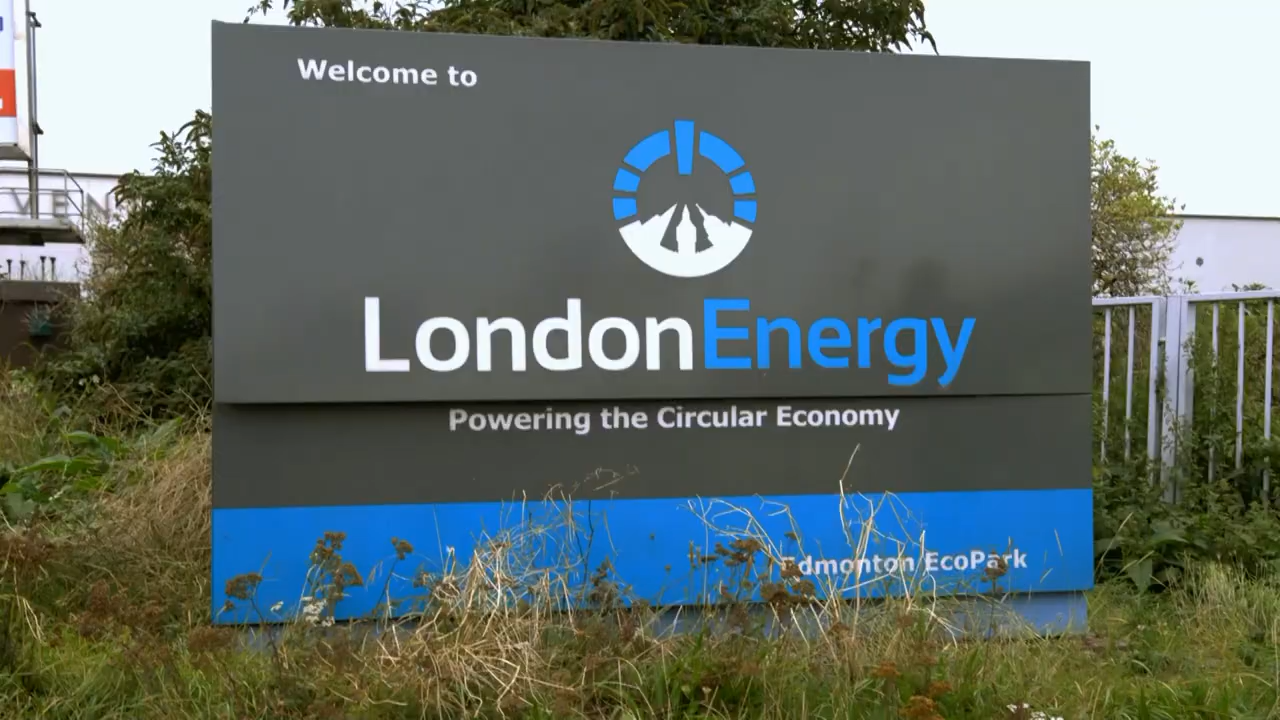 Welcome to
LondonEnergy
Powering the Circular Economy
Edmonton EcoPark